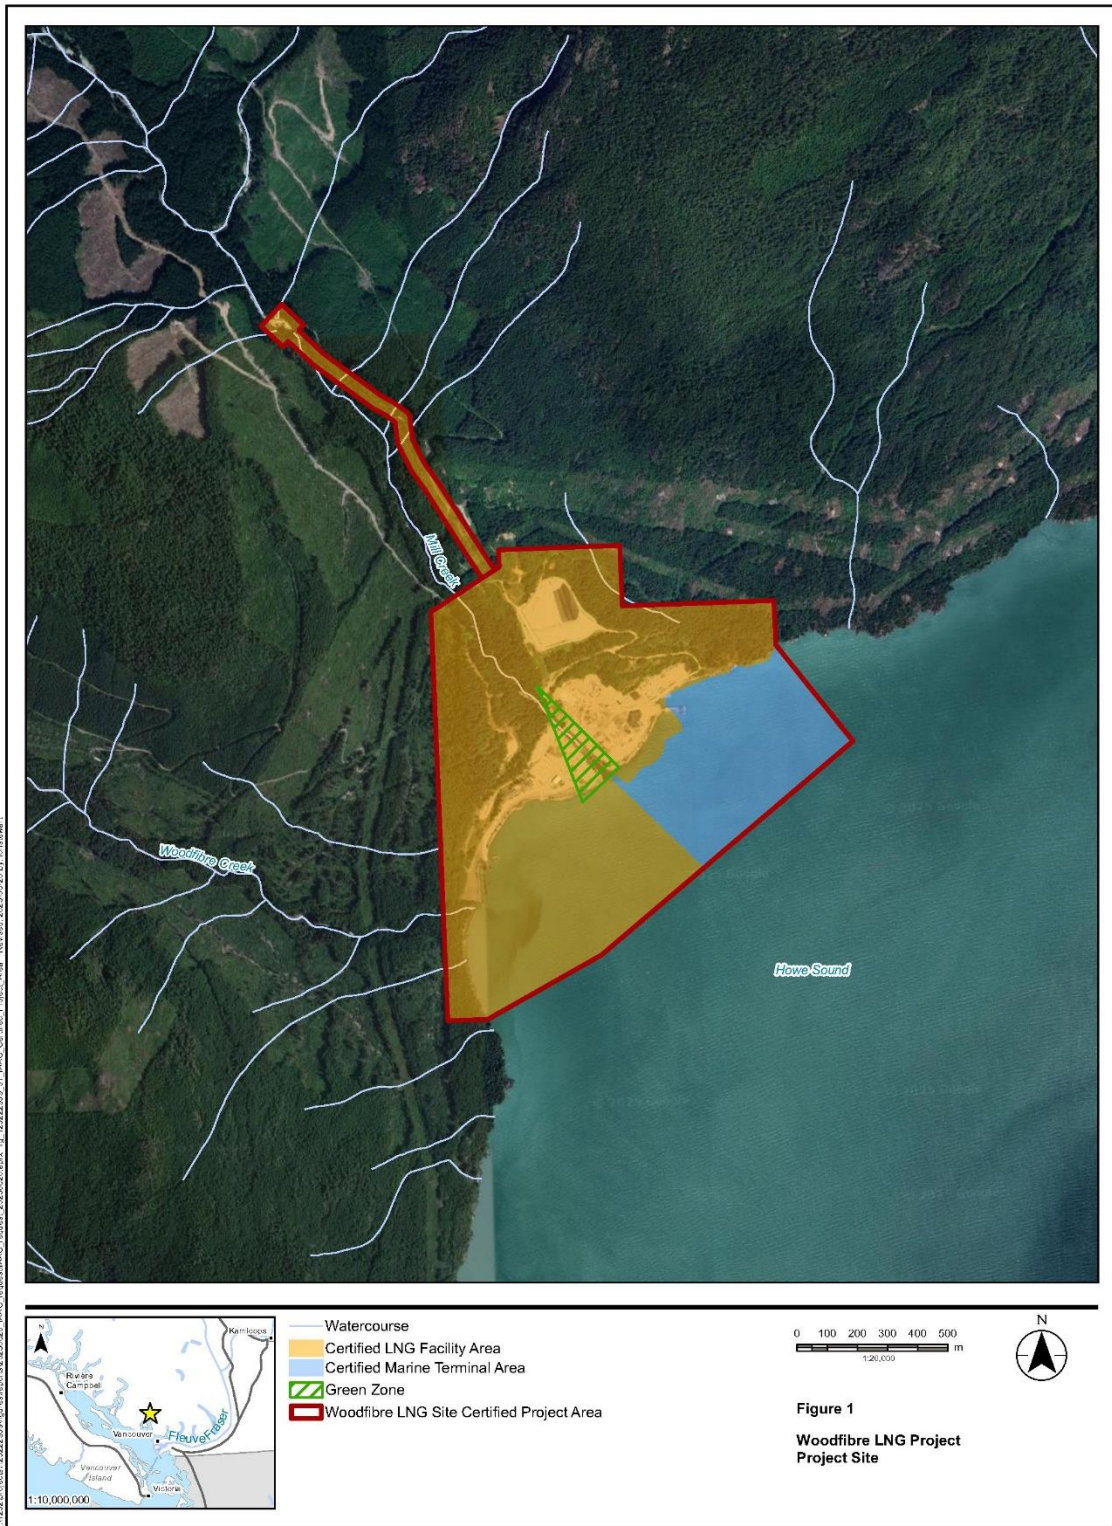 Mill Creek
Woodfibre Creek
Howe Sound
N
Kamloops
Rivière
Campbell
Vancouver
FleuveFraser
Vancouver
Island
Victoria
1:10,000,000
Watercourse
Certified LNG Facility Area
Certified Marine Terminal Area
Green Zone
Woodfibre LNG Site Certified Project Area
0 100 200 300 400 500
m
1:20,000
N
Figure 1
Woodfibre LNG Project
Project Site